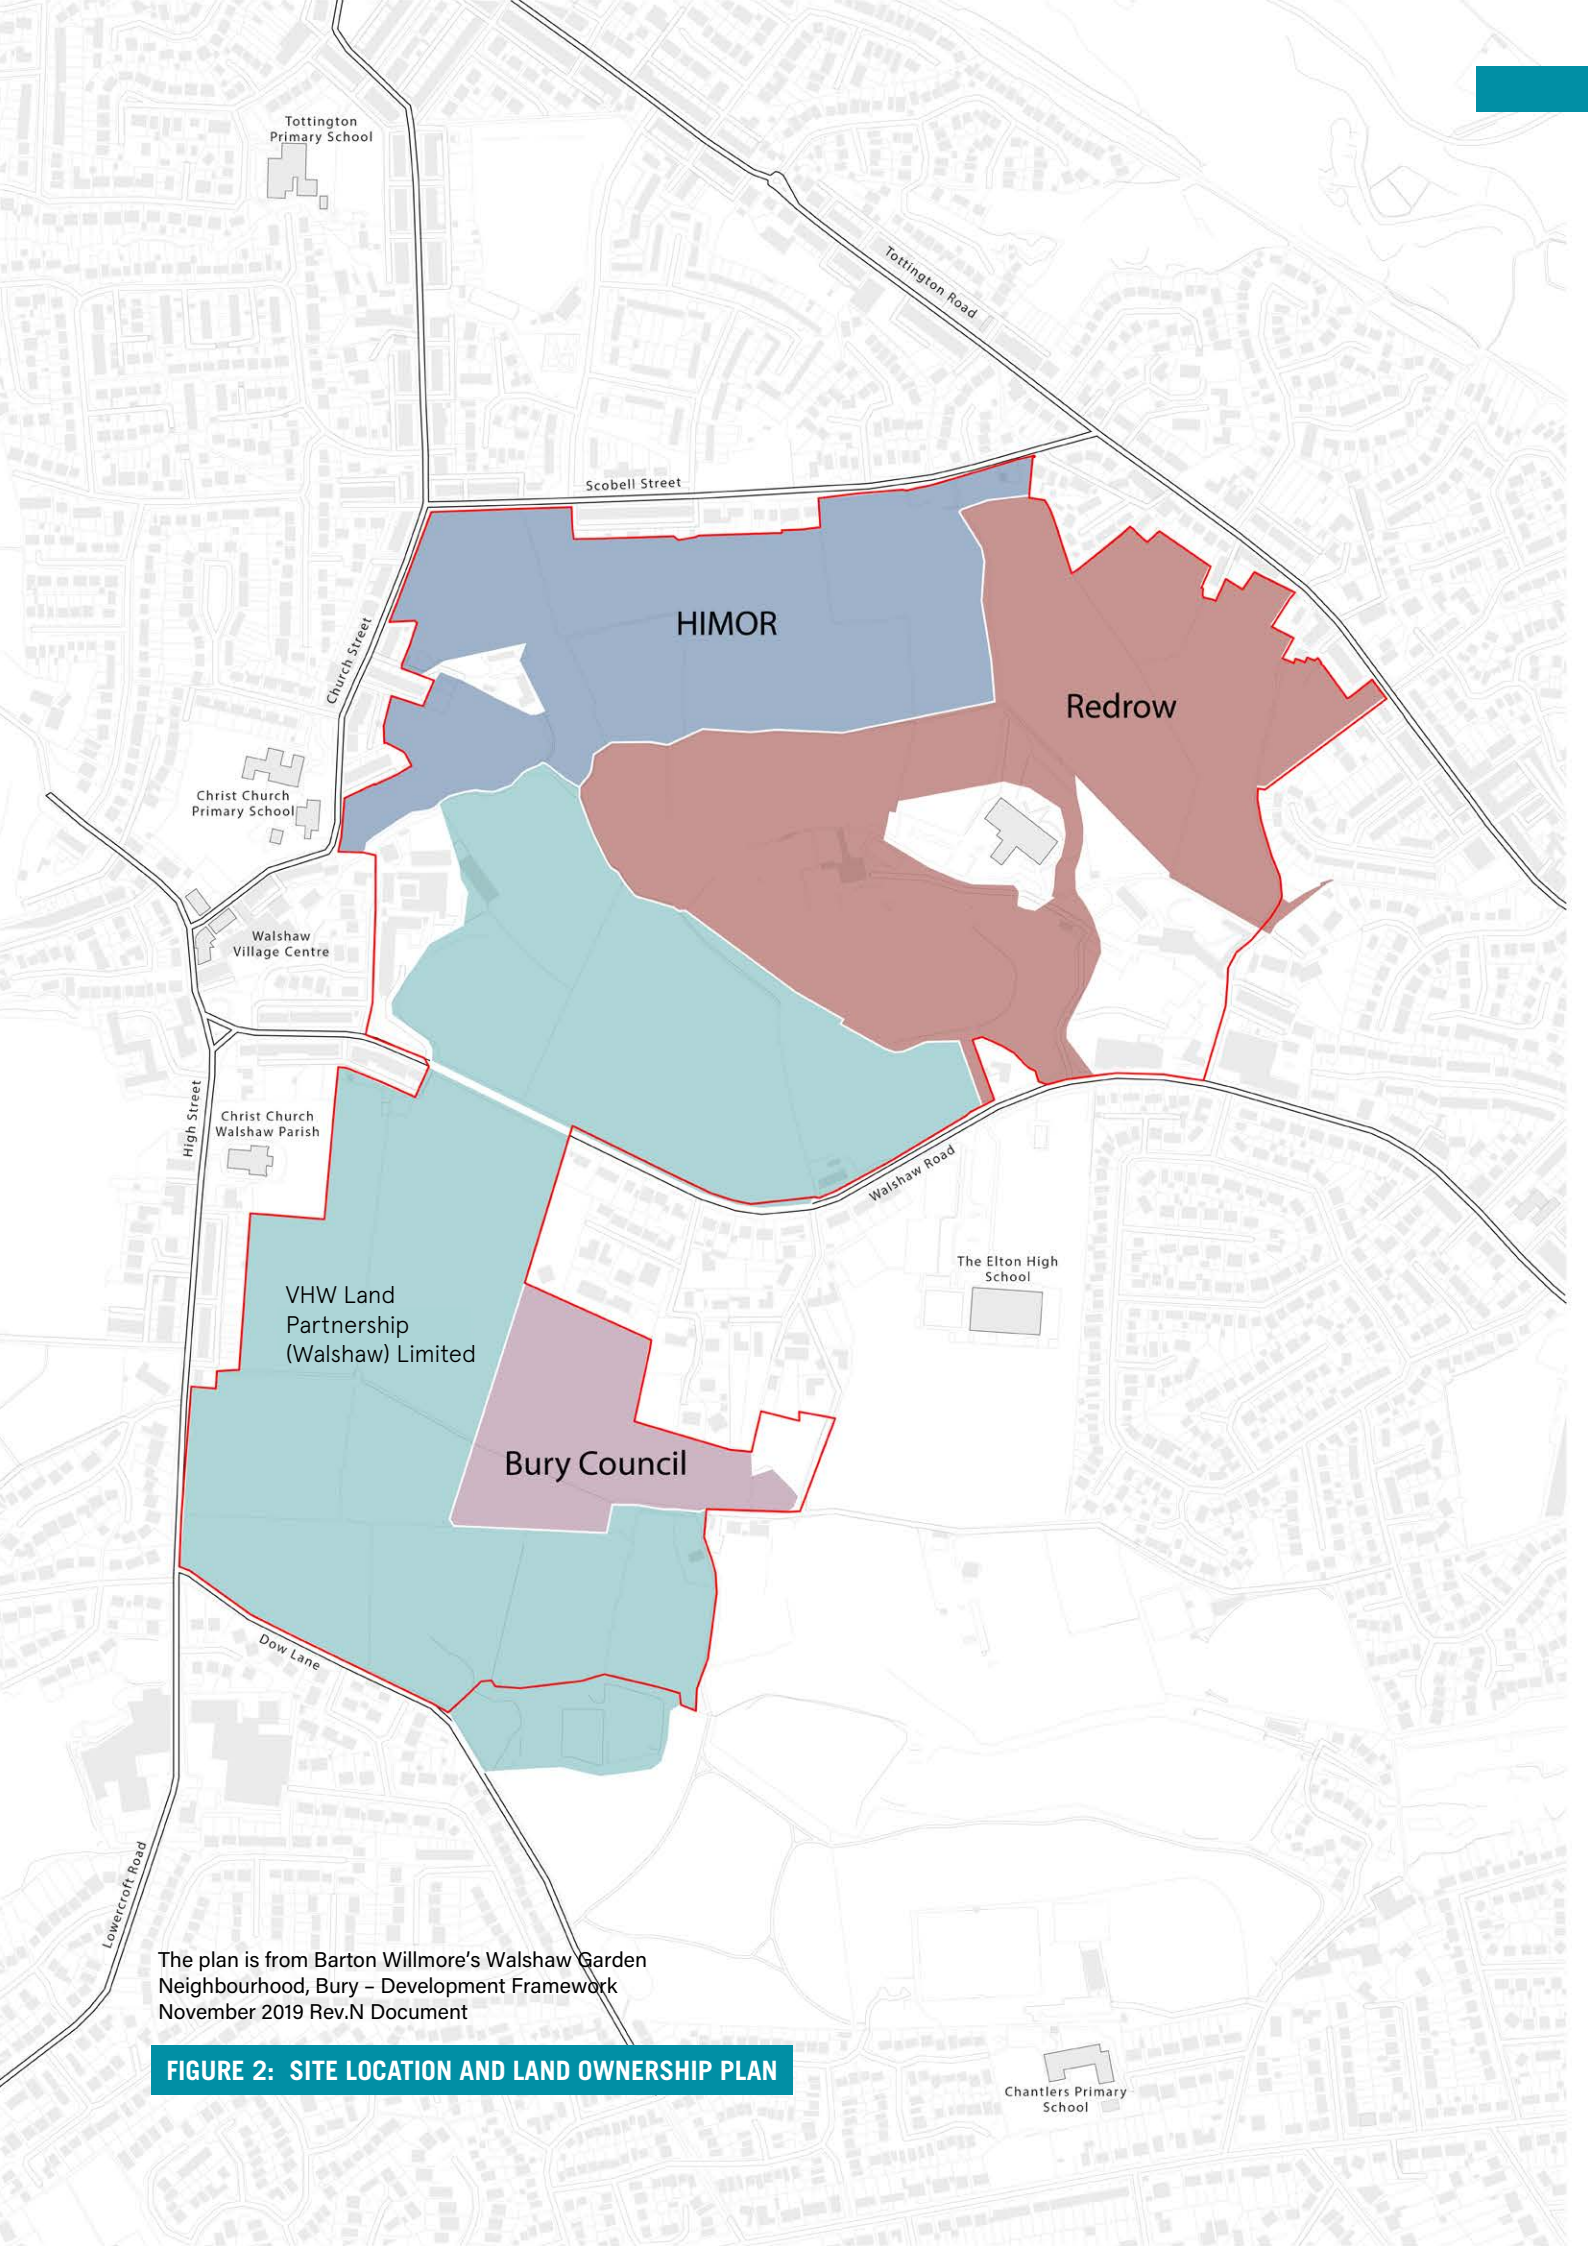 Tottington
Primary School
Tottington Road
Scobell Street
HIMOR
Church Street
Redrow
Christ Church
Primary School
Walshaw
Village Centre
High Street
Christ Church
Walshaw Parish
Walshaw Road
The Elton High
School
VHW Land
Partnership
(Walshaw) Limited
Bury Council
Dow Lane
Lowercroft Road
The plan is from Barton Willmore’s Walshaw Garden
Neighbourhood, Bury – Development Framework
November 2019 Rev.N Document
FIGURE 2: SITE LOCATION AND LAND OWNERSHIP PLAN
Chantlers Primary
School